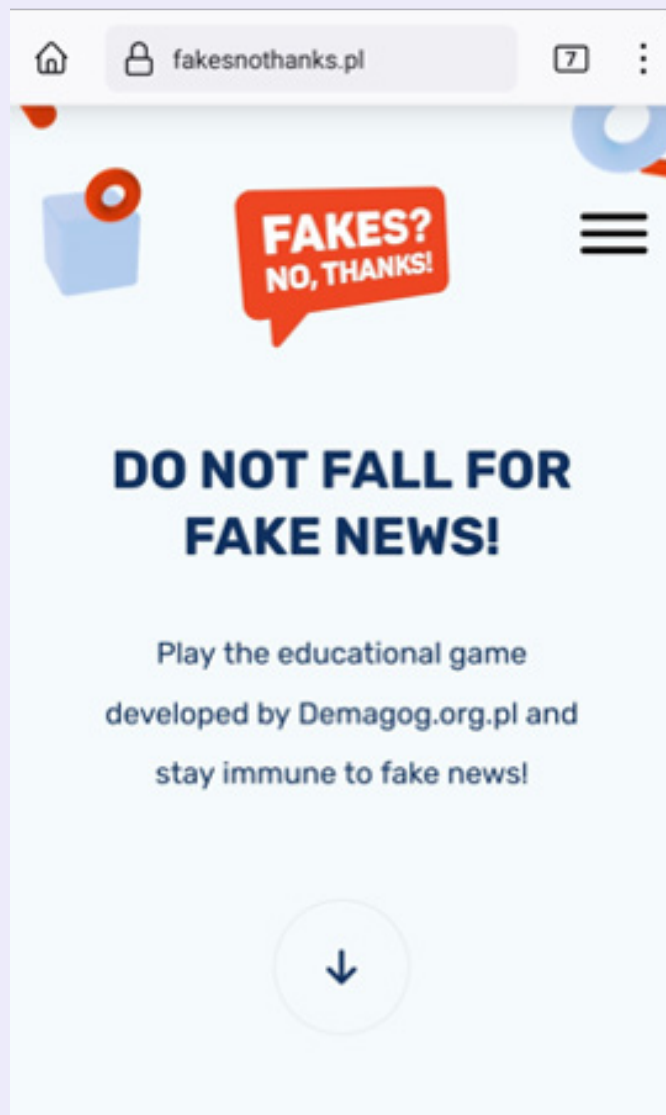 fakesnothanks.pl
7
FAKES?
NO, THANKS!
DO NOT FALL FOR
FAKE NEWS!
Play the educational game
developed by Demagog.org.pl and
stay immune to fake news!